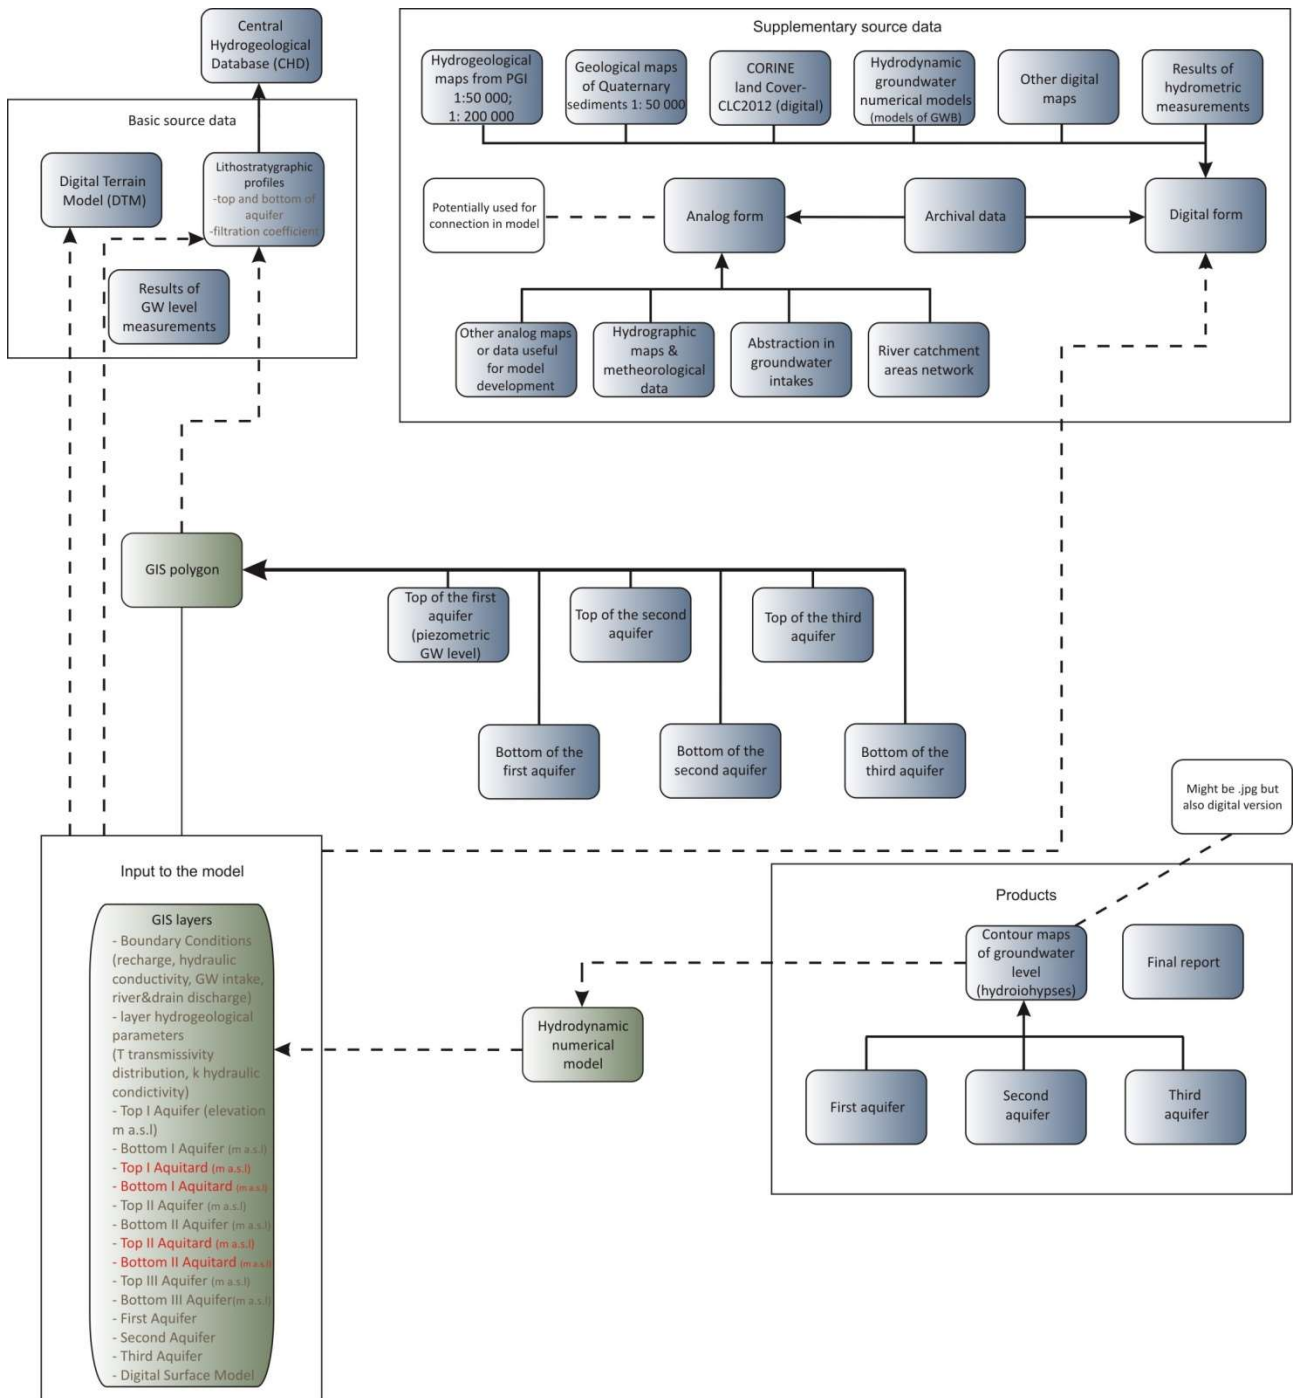 Central
Hydrogeological
Database (CHD)
Basic source data
Digital Terrain
Model (DTM)
Lithostratygraphic
profiles
-top and bottom of
aquifer
-filtration coefficient
Results of
GW level
measurements
Supplementary source data
Hydrogeological
maps from PGI
1:50 000;
1: 200 000
Geological maps
of Quaternary
sediments 1: 50 000
CORINE
land Cover-
CLC2012 (digital)
Hydrodynamic
groundwater
numerical models
(models of GWB)
Other digital
maps
Results of
hydrometric
measurements
Potentially used for
connection in model
Analog form
Archival data
Digital form
Other analog maps
or data useful
for model
development
Hydrographic
maps &
metheorological
data
Abstraction in
groundwater
intakes
River catchment
areas network
GIS polygon
Top of the first
aquifer
(piezometric
GW level)
Top of the second
aquifer
Top of the third
aquifer
Bottom of the
first aquifer
Bottom of the
second aquifer
Bottom of the
third aquifer
Might be .jpg but
also digital version
Input to the model
GIS layers
- Boundary Conditions
(recharge, hydraulic
conductivity, GW intake,
river&drain discharge)
- layer hydrogeological
parameters
(T transmissivity
distribution, k hydraulic
condictivity)
- Top I Aquifer (elevation
m a.s.l)
- Bottom I Aquifer (m a.s.l)
- Top I Aquitard (m a.s.l)
- Bottom I Aquitard (m a.s.l)
- Top II Aquifer (m a.s.l)
- Bottom II Aquifer (m a.s.l)
- Top II Aquitard (m a.s.l)
- Bottom II Aquitard (m a.s.l)
- Top III Aquifer (m a.s.l)
- Bottom III Aquifer(m a.s.l)
- First Aquifer
- Second Aquifer
- Third Aquifer
- Digital Surface Model
Hydrodynamic
numerical
model
Products
Contour maps
of groundwater
level
(hydroiohypses)
Final report
First aquifer
Second
aquifer
Third
aquifer